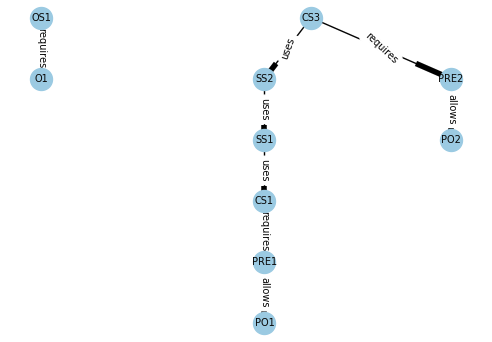 OS1
CS3
requires
uses
requires
O1
SS2
PRE2
uses
allows
SS1
PO2
uses
CS1
requires
PRE1
allows
PO1